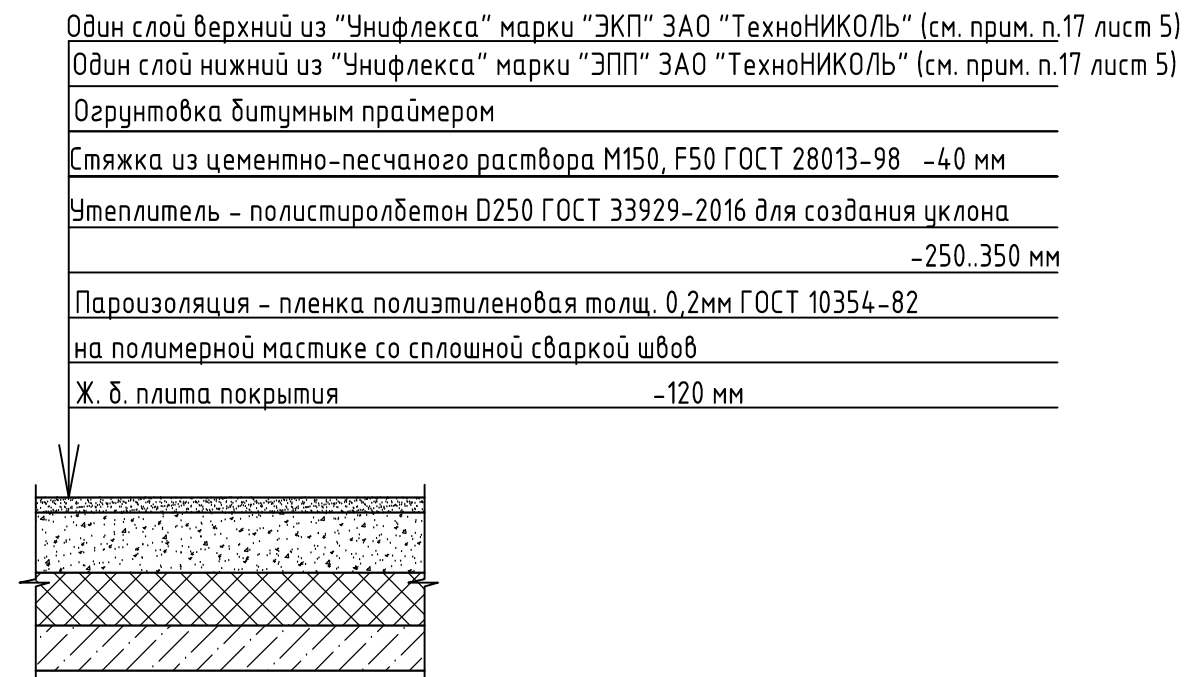 Один слой верхний из "Унифлекса" марки "ЭКП" ЗАО "ТехноНИКОЛЬ" (см. прим. п.17 лист 5)
Один слой нижний из "Унифлекса" марки "ЭПП" ЗАО "ТехноНИКОЛЬ" (см. прим. п.17 лист 5)
Огрунтовка битумным праймером
Стяжка из цементно-песчаного раствора М150, F50 ГОСТ 28013-98 -40 мм
Утеплитель - полистиролбетон D250 ГОСТ 33929-2016 для создания уклона
-250..350 мм
Пароизоляция - пленка полиэтиленовая толщ. 0,2мм ГОСТ 10354-82
на полимерной мастике со сплошной сваркой швов
Ж. б. плита покрытия -120 мм